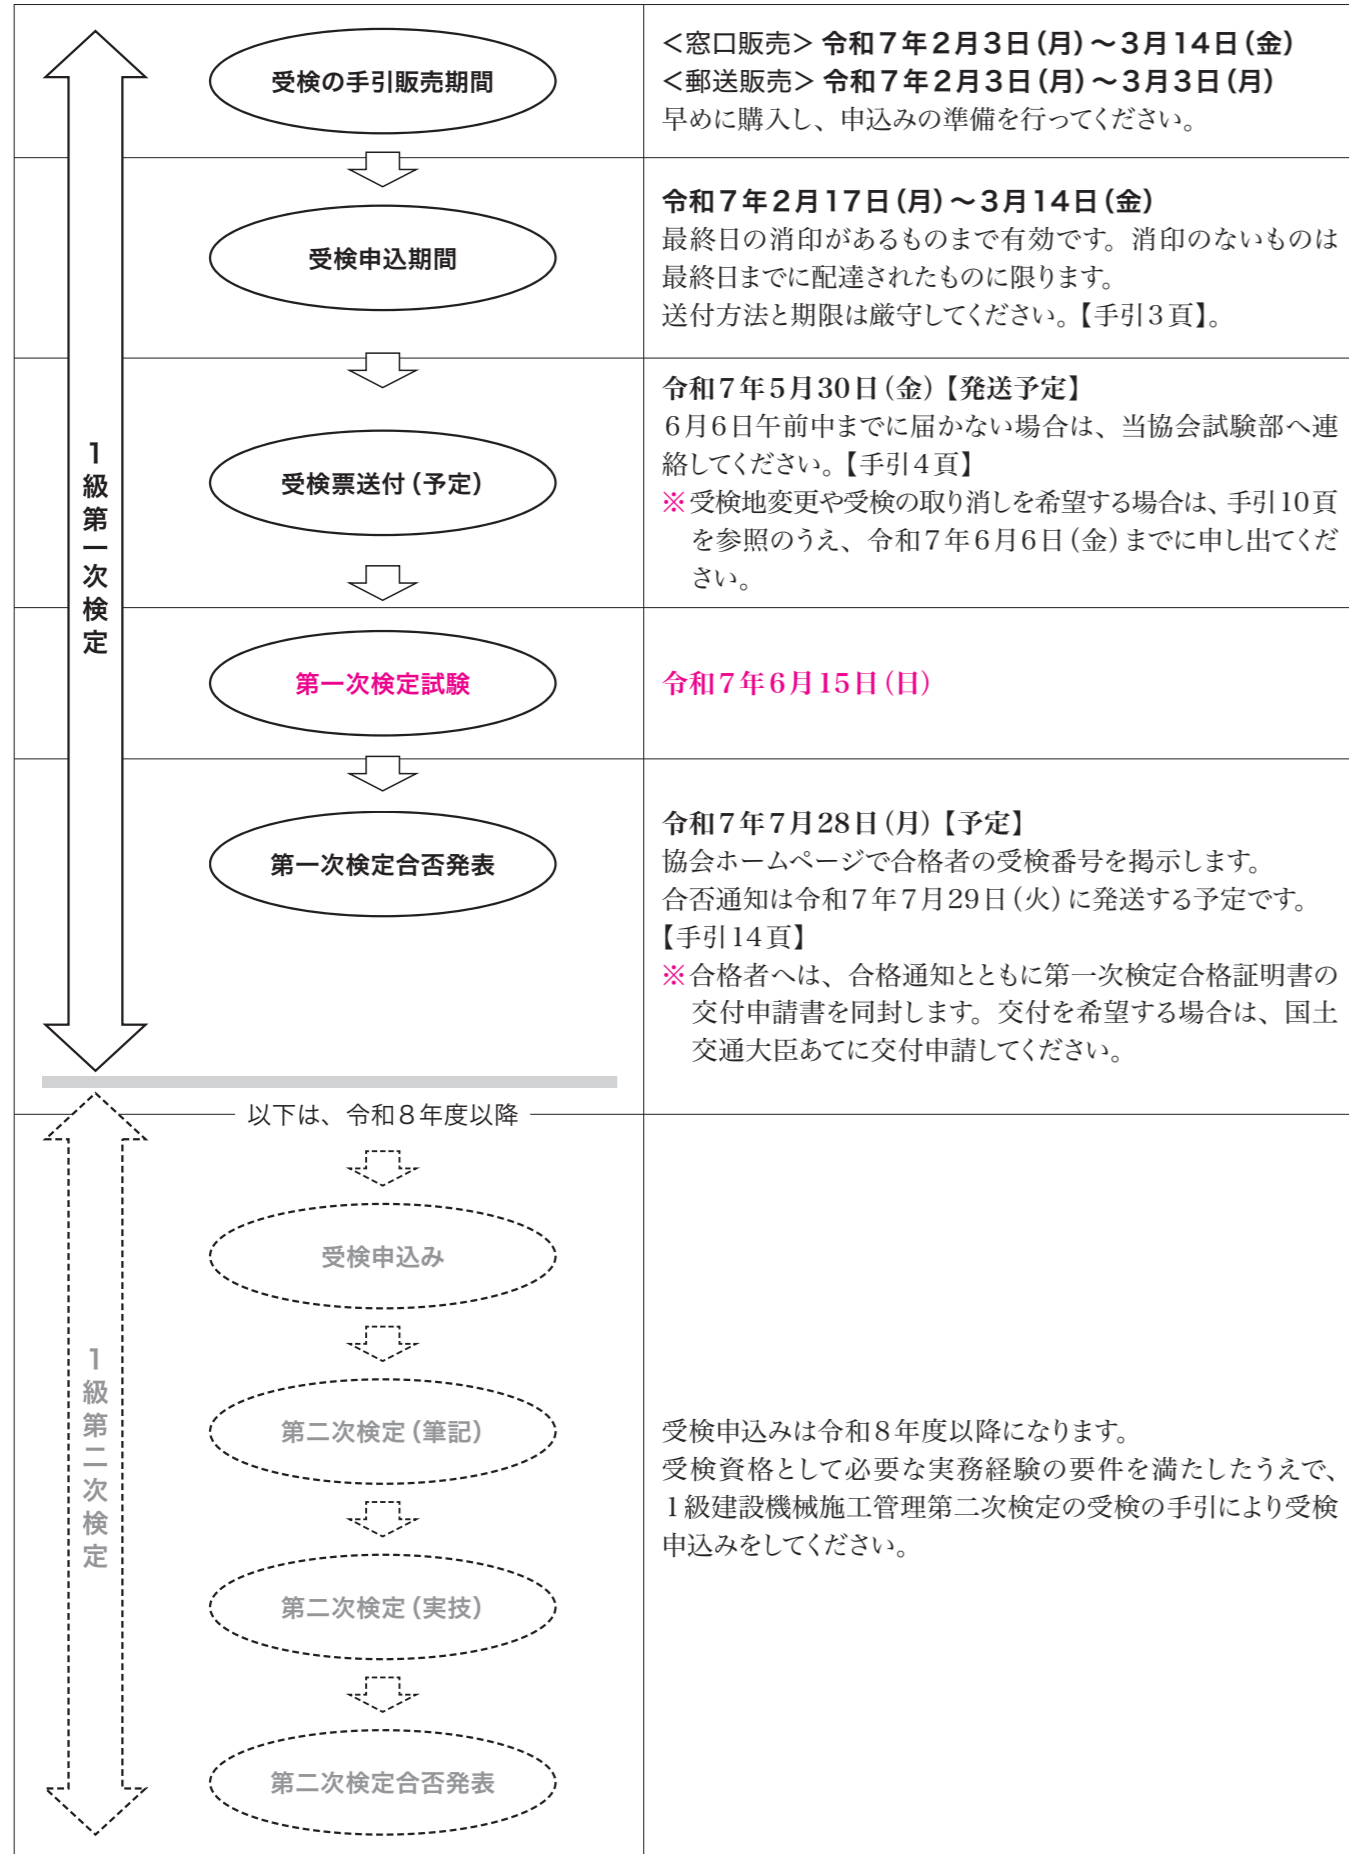 1級第一次検定
受検の手引販売期間
<窓口販売> 令和7年2月3日(月)~3月14日(金)
<郵送販売> 令和7年2月3日(月)~3月3日(月)
早めに購入し、申込みの準備を行ってください。
受検申込期間
令和7年2月17日(月)~3月14日(金)
最終日の消印があるものまで有効です。消印のないものは
最終日までに配達されたものに限ります。
送付方法と期限は厳守してください。【手引3頁】。
受検票送付(予定)
令和7年5月30日(金)【発送予定】
6月6日午前中までに届かない場合は、当協会試験部へ連
絡してください。【手引4頁】
※受検地変更や受検の取り消しを希望する場合は、手引10頁
を参照のうえ、令和7年6月6日(金)までに申し出てくだ
さい。
第一次検定試験
令和7年6月15日(日)
第一次検定合否発表
令和7年7月28日(月)【予定】
協会ホームページで合格者の受検番号を掲示します。
合否通知は令和7年7月29日(火)に発送する予定です。
【手引14頁】
※合格者へは、合格通知とともに第一次検定合格証明書の
交付申請書を同封します。交付を希望する場合は、国土
交通大臣あてに交付申請してください。
以下は、令和8年度以降
1級第二次検定
受検申込み
第二次検定(筆記)
第二次検定(実技)
第二次検定合否発表
受検申込みは令和8年度以降になります。
受検資格として必要な実務経験の要件を満たしたうえで、
1級建設機械施工管理第二次検定の受検の手引により受検
申込みをしてください。